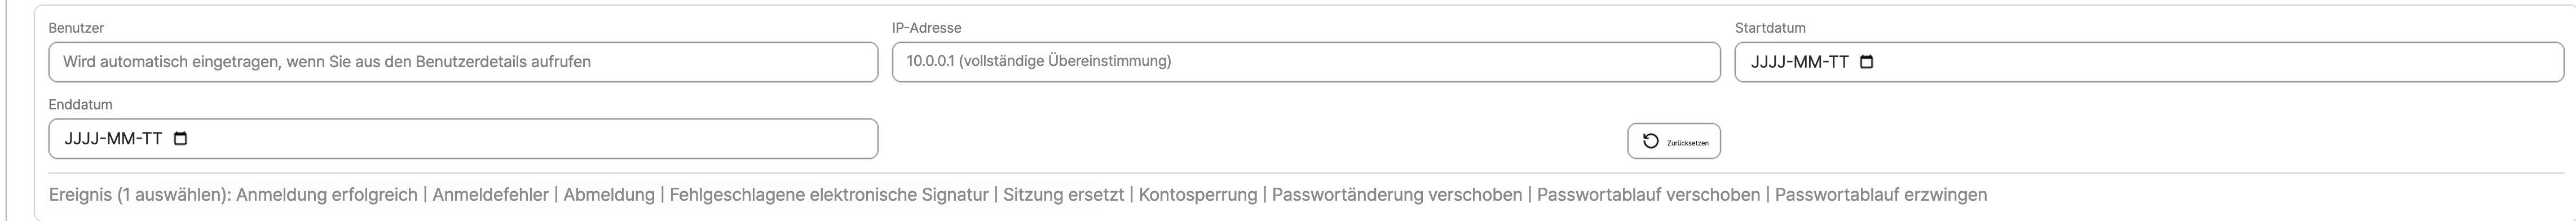 Benutzer
IP-Adresse
Startdatum
Wird automatisch eingetragen, wenn Sie aus den Benutzerdetails aufrufen
10.0.0.1 (vollständige Übereinstimmung)
JJJJ-MM-TT
Enddatum
JJJJ-MM-TT
Zurücksetzen
Ereignis (1 auswählen): Anmeldung erfolgreich | Anmeldefehler | Abmeldung | Fehlgeschlagene elektronische Signatur | Sitzung ersetzt | Kontosperrung | Passwortänderung verschoben | Passwortablauf verschoben | Passwortablauf erzwingen